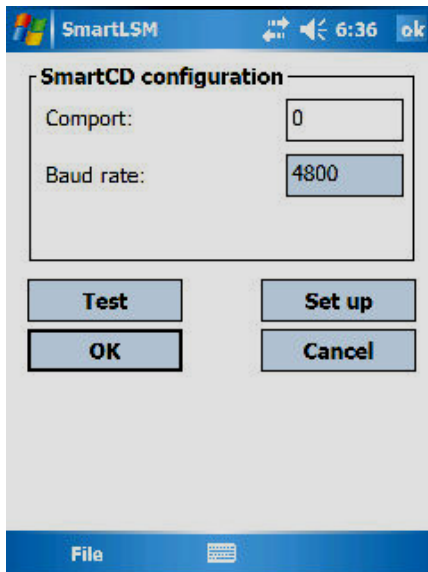 SmartLSM 6:36 ok
SmartCD configuration
Comport: 0
Baud rate: 4800
Test Set up
OK Cancel
File